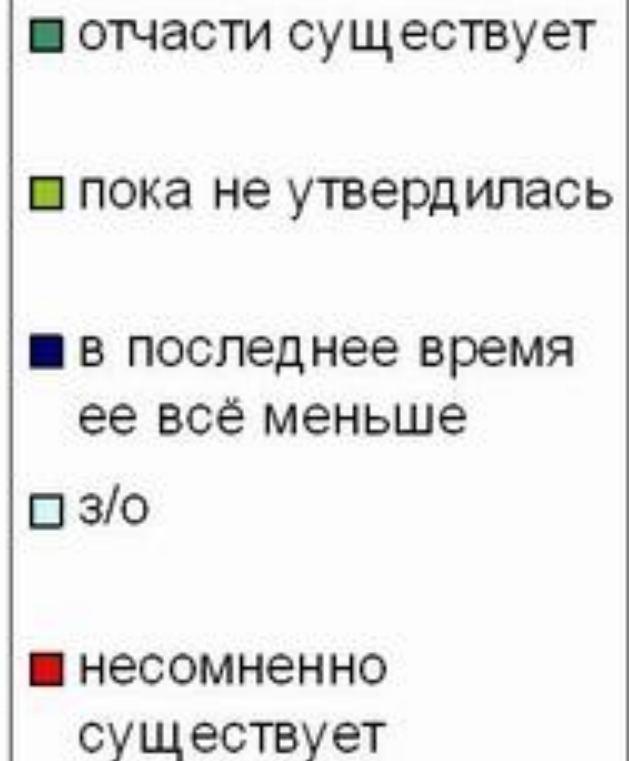 отчасти существует
пока не утвердилась
в последнее время
ее всё меньше
з/о
несомненно
существует